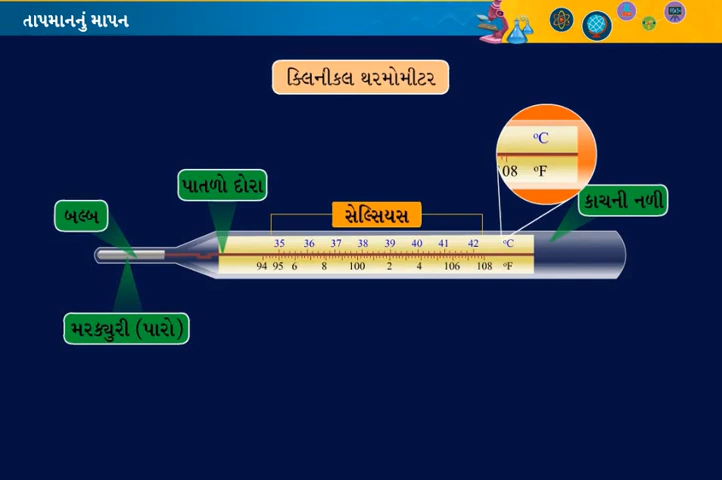 તાપમાનનું માપન
ક્લિનીકલ થરમોમીટર
°C
08 °F
પાતળો દોરા
કાચની નળી
બલ્બ
સેલ્સિયસ
35 36 37 38 39 40 41 42 °C
94 95 6 8 100 2 4 106 108 °F
મરક્યુરી (પારો)